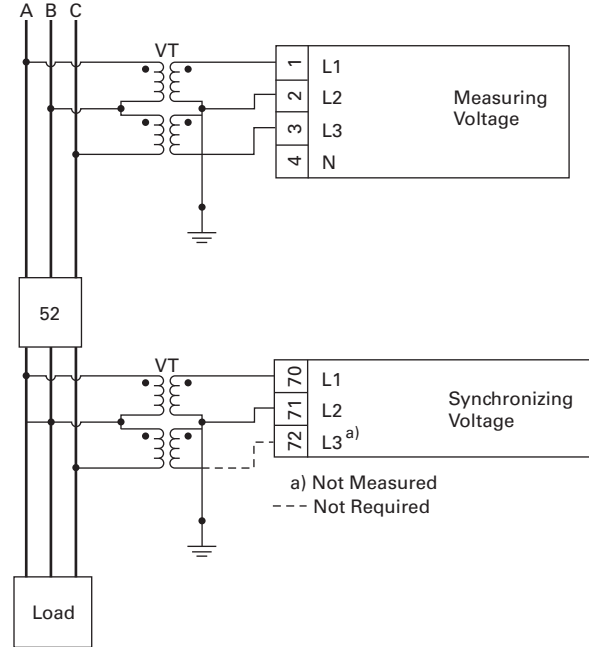 A B C
VT
1 L1
2 L2
3 L3
4 N
Measuring
Voltage
52
VT
70 L1
71 L2
72 L3 a)
Synchronizing
Voltage
a) Not Measured
--- Not Required
Load